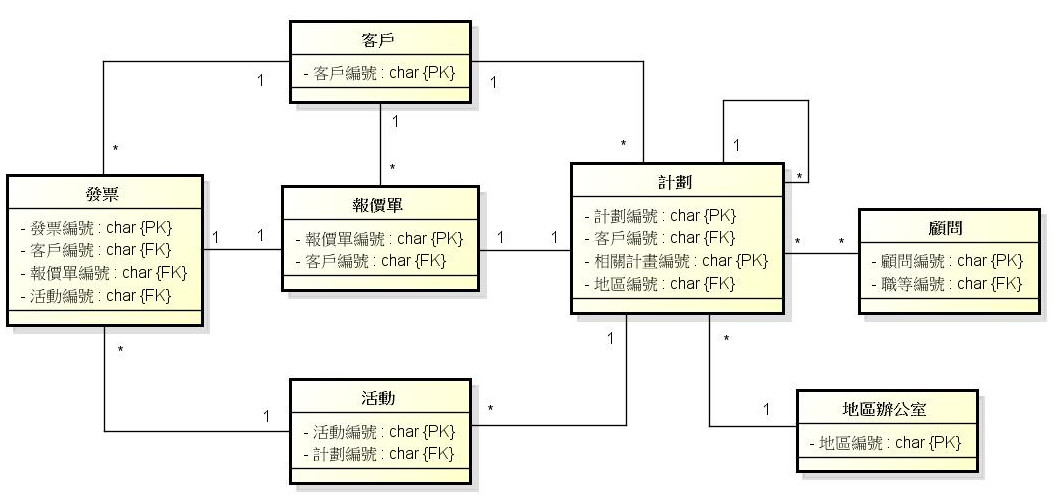 客戶
- 客戶編號 : char {PK}
1
1
1
*
*
*
1
*
發票
- 發票編號 : char {PK}
- 客戶編號 : char {FK}
- 報價單編號 : char {FK}
- 活動編號 : char {FK}
1
1
報價單
- 報價單編號 : char {PK}
- 客戶編號 : char {FK}
1
1
計劃
- 計劃編號 : char {PK}
- 客戶編號 : char {FK}
- 相關計畫編號 : char {PK}
- 地區編號 : char {FK}
*
*
顧問
- 顧問編號 : char {PK}
- 職等編號 : char {FK}
*
1
*
1
*
1
活動
- 活動編號 : char {PK}
- 計劃編號 : char {FK}
地區辦公室
- 地區編號 : char {PK}